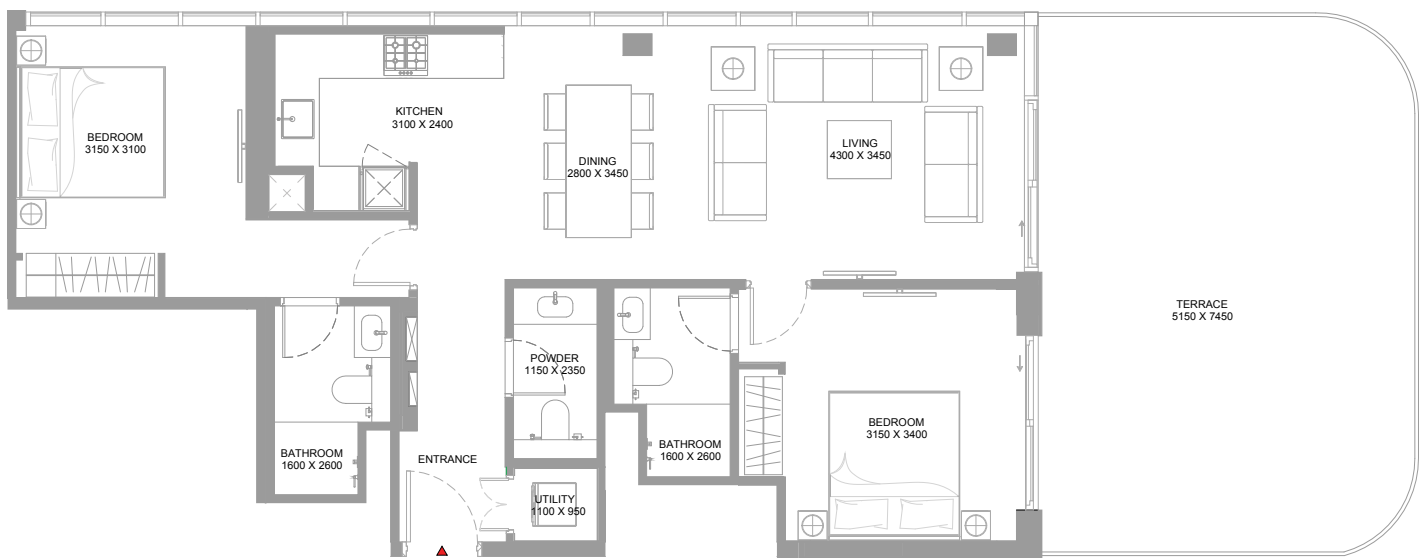 BEDROOM
3150 X 3100
KITCHEN
3100 X 2400
DINING
2800 X 3450
LIVING
4300 X 3450
TERRACE
5150 X 7450
POWDER
1150 X 2350
BEDROOM
3150 X 3400
BATHROOM
1600 X 2600
ENTRANCE
BATHROOM
1600 X 2600
UTILITY
1100 X 950